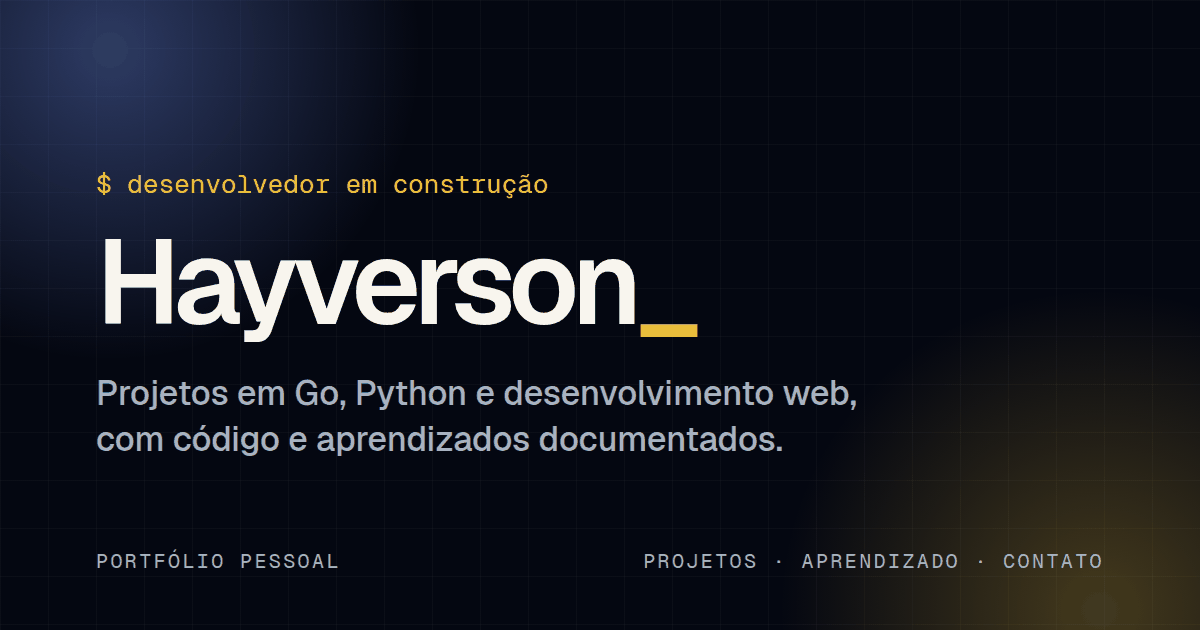 $ desenvolvedor em construção
Hayverson_
Projetos em Go, Python e desenvolvimento web,
com código e aprendizados documentados.
PORTFÓLIO PESSOAL
PROJETOS · APRENDIZADO · CONTATO